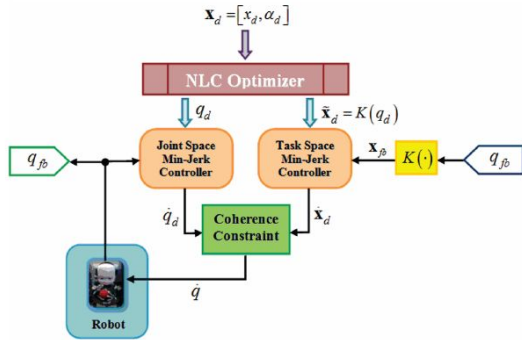 𝐱_d = [x_d, α_d]
NLC Optimizer
q_d
x̃_d = K(q_d)
q_fb
Joint Space
Min-Jerk
Controller
Task Space
Min-Jerk
Controller
x_fb
K(·)
q_fb
q̇_d
Coherence
Constraint
ẋ_d
q̇
Robot